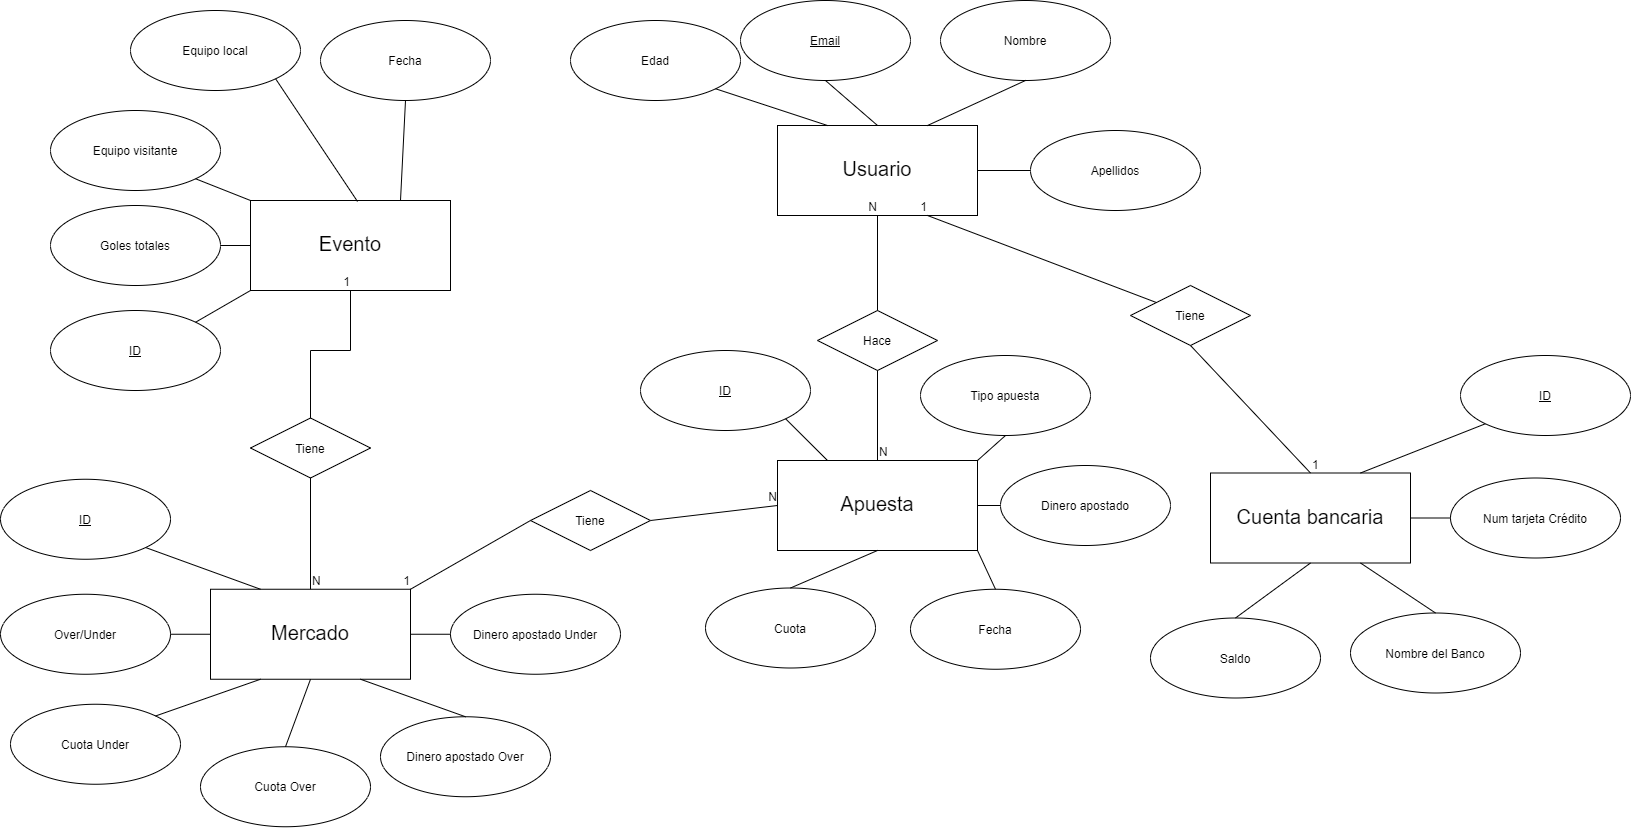 Equipo local
Fecha
Equipo visitante
Goles totales
ID
Evento
1
Tiene
N
Edad
Email
Nombre
Apellidos
Usuario
N
1
Hace
N
Tiene
1
ID
Tipo apuesta
Dinero apostado
Apuesta
Cuota
Fecha
N
Tiene
1
ID
Over/Under
Mercado
Dinero apostado Under
Cuota Under
Cuota Over
Dinero apostado Over
ID
Cuenta bancaria
Num tarjeta Crédito
Saldo
Nombre del Banco